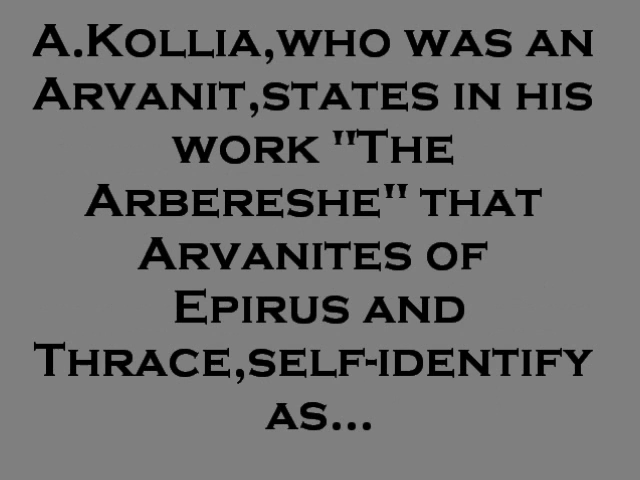 A.Kollia,who was an
Arvanit,states in his
work "The
Arbereshe" that
Arvanites of
Epirus and
Thrace,self-identify
as...